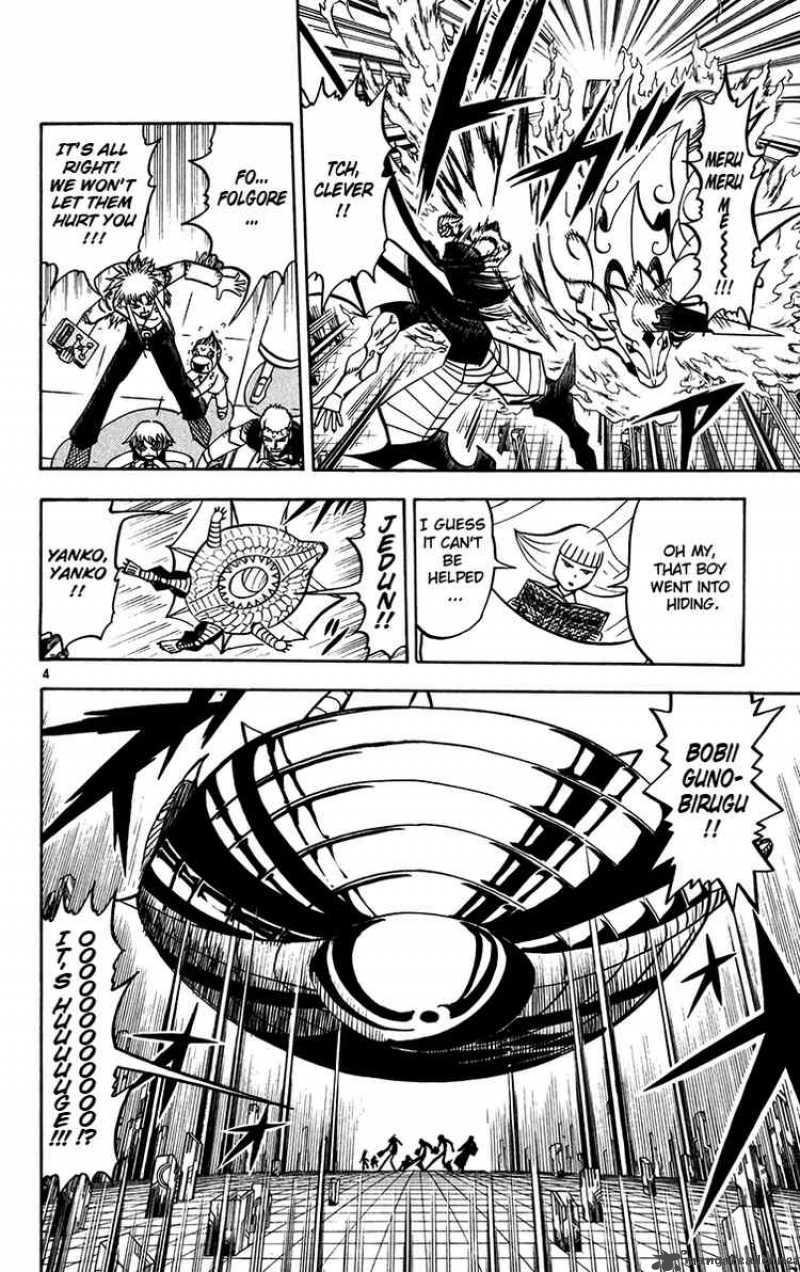 MERU
MERU
ME~~~~
!!!
TCH,
CLEVER
!!
FO...
FOLGORE
...
IT'S ALL
RIGHT!
WE WON'T
LET THEM
HURT YOU
!!!
OH MY,
THAT BOY
WENT INTO
HIDING.
I GUESS
IT CAN'T
BE
HELPED
...
JEDUN!!
YANKO,
YANKO
!!
4
BOBII
GUNO-
BIRUGU
!!
OOOOOOOOOOOO!?
IT'S HUUUUUGE!!!